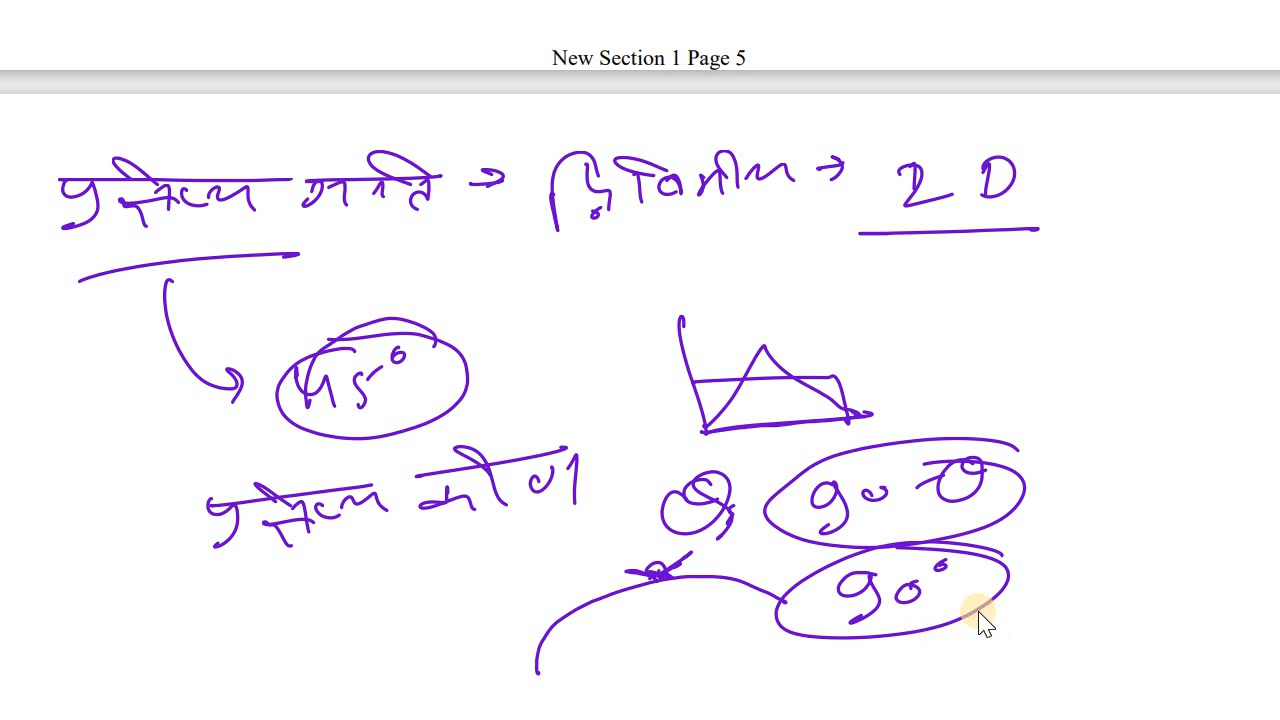 New Section 1 Page 5
प्रक्षेप्य गति → द्विविमीय → 2D
45°
प्रक्षेप्य कोण
θ, 90-θ
90°